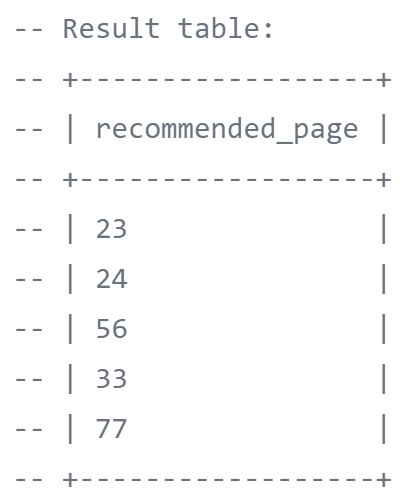 -- Result table:
-- +------------------+
-- | recommended_page |
-- +------------------+
-- | 23               |
-- | 24               |
-- | 56               |
-- | 33               |
-- | 77               |
-- +------------------+